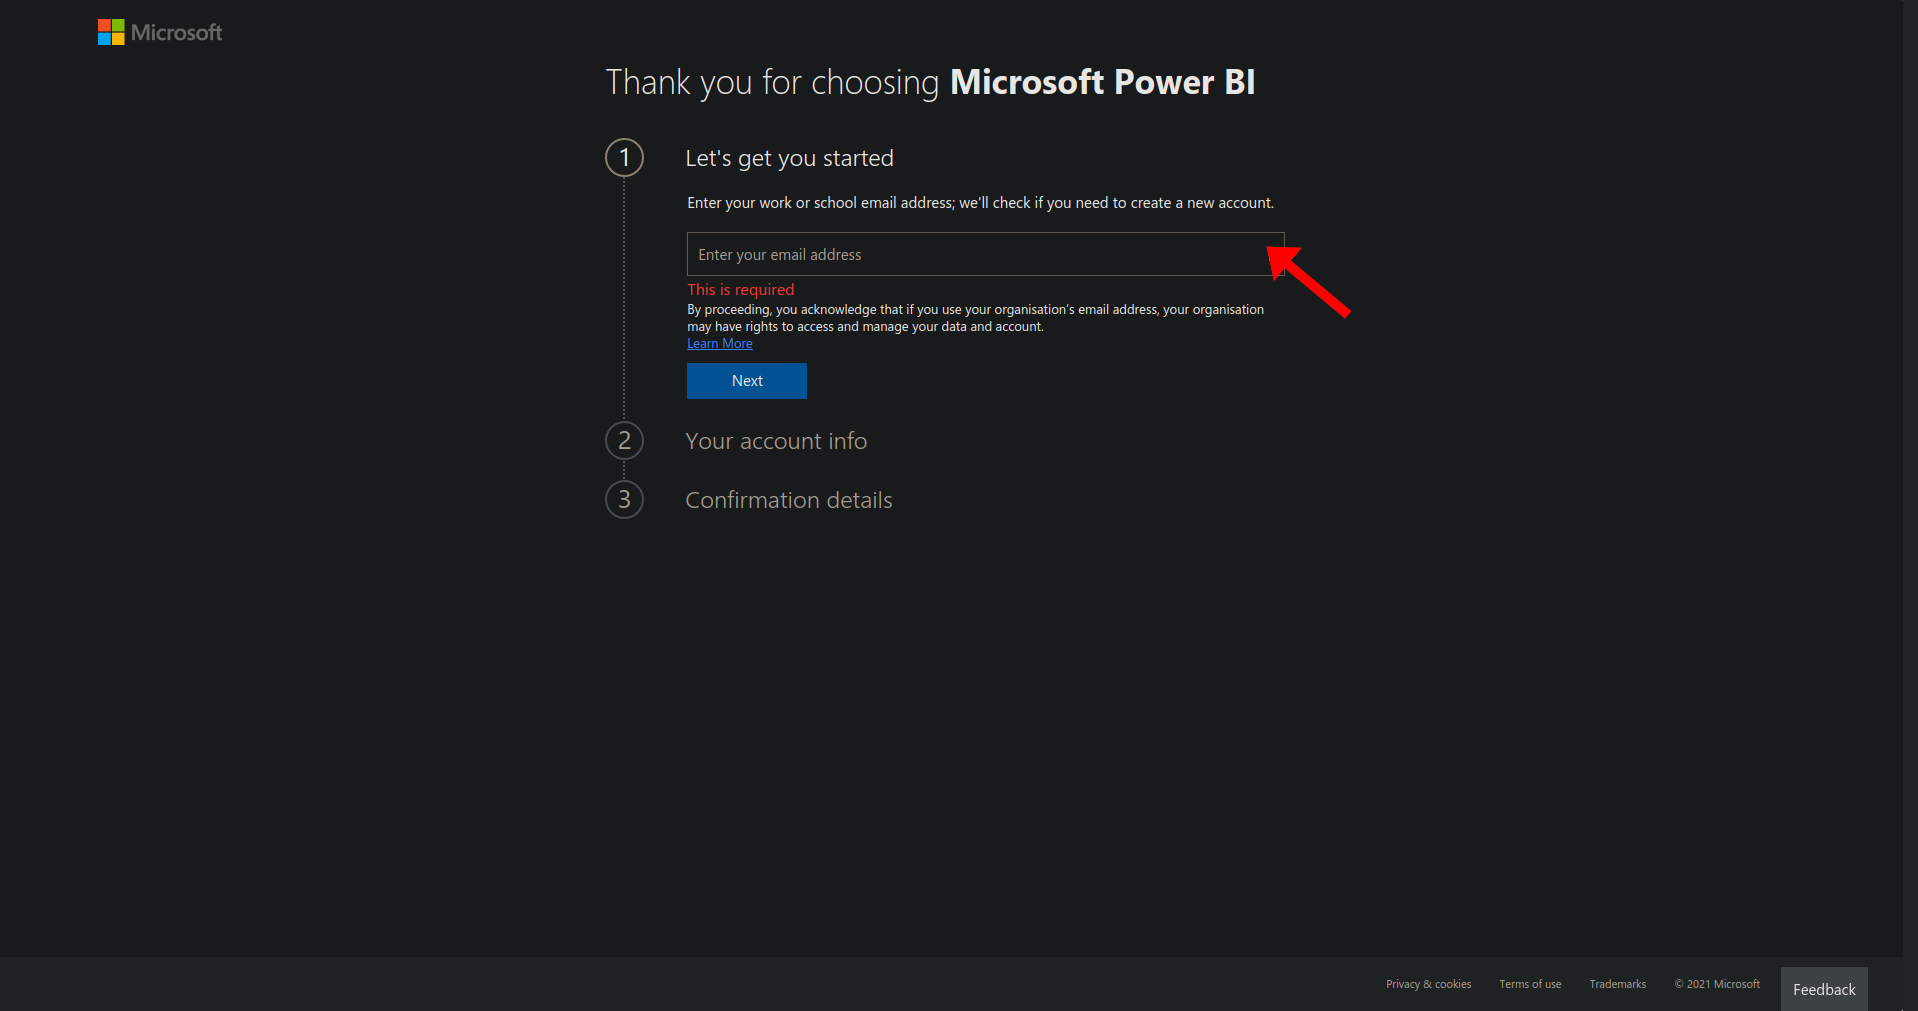 Microsoft
Thank you for choosing Microsoft Power BI
1 Let's get you started
Enter your work or school email address; we'll check if you need to create a new account.
Enter your email address
This is required
By proceeding, you acknowledge that if you use your organisation's email address, your organisation
may have rights to access and manage your data and account.
Learn More
Next
2 Your account info
3 Confirmation details
Privacy & cookies Terms of use Trademarks © 2021 Microsoft Feedback